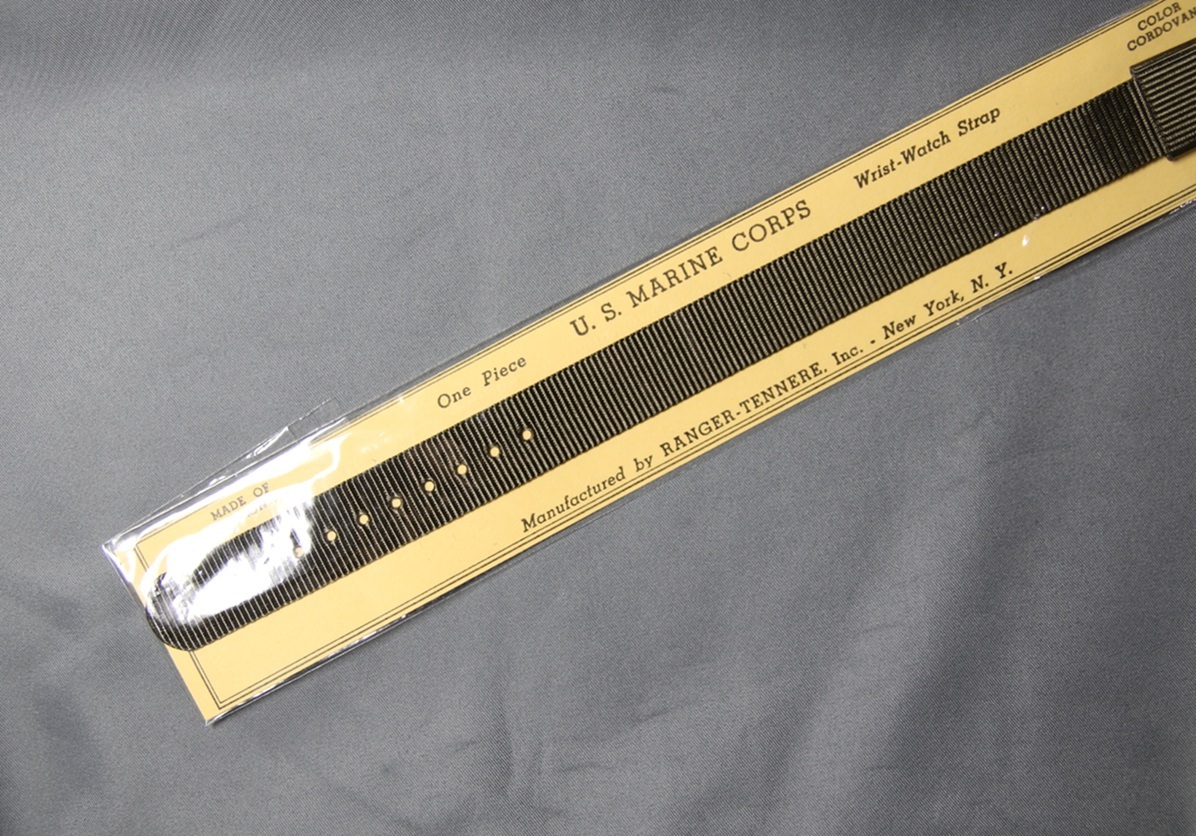 COLOR
CORDOVAN
Wrist-Watch Strap
U. S. MARINE CORPS
One Piece
MADE OF
Manufactured by RANGER-TENNERE, Inc. - New York, N. Y.